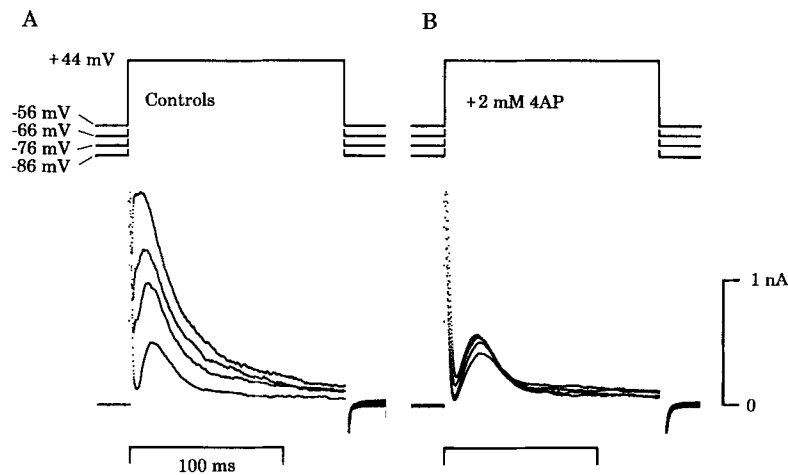 A
B
+44 mV
Controls
+2 mM 4AP
-56 mV
-66 mV
-76 mV
-86 mV
1 nA
0
100 ms